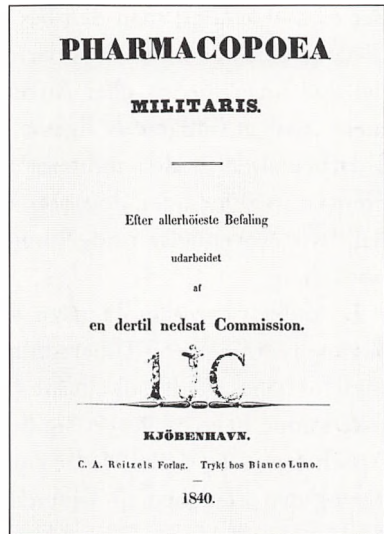 PHARMACOPOEA
MILITARIS.
Efter allerhöieste Befaling
udarbeidet
af
en dertil nedsat Commission.
KJÖBENHAVN.
C. A. Reitzels Forlag. Trykt hos Bianco Luno.
1840.